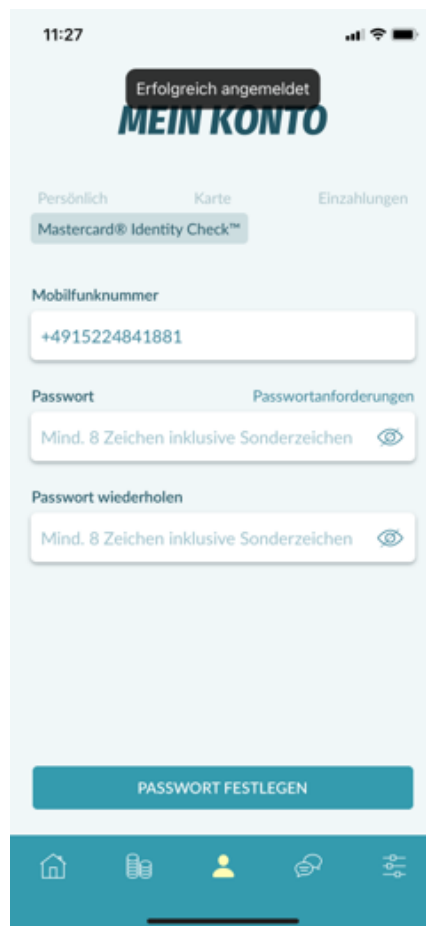 11:27
Erfolgreich angemeldet
MEIN KONTO
Persönlich Karte Einzahlungen
Mastercard® Identity Check™
Mobilfunknummer
+4915224841881
Passwort Passwortanforderungen
Mind. 8 Zeichen inklusive Sonderzeichen
Passwort wiederholen
Mind. 8 Zeichen inklusive Sonderzeichen
PASSWORT FESTLEGEN